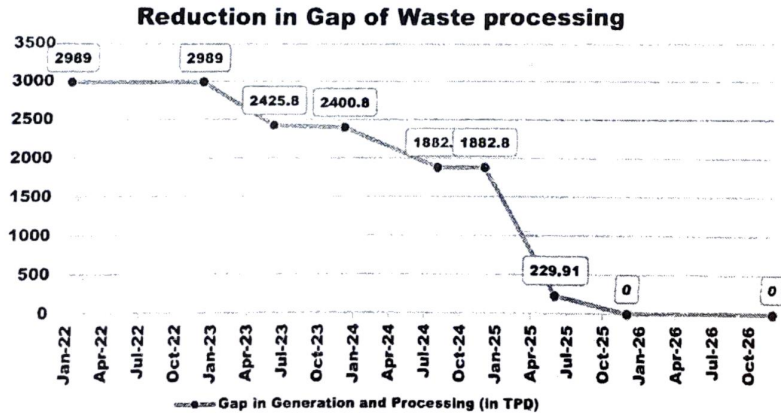 Reduction in Gap of Waste processing
3500
3000
2500
2000
1500
1000
500
0
2989
2989
2425.8
2400.8
1882.
1882.8
229.91
0
0
Jan-22
Apr-22
Jul-22
Oct-22
Jan-23
Apr-23
Jul-23
Oct-23
Jan-24
Apr-24
Jul-24
Oct-24
Jan-25
Apr-25
Jul-25
Oct-25
Jan-26
Apr-26
Jul-26
Oct-26
Gap in Generation and Processing (in TPD)